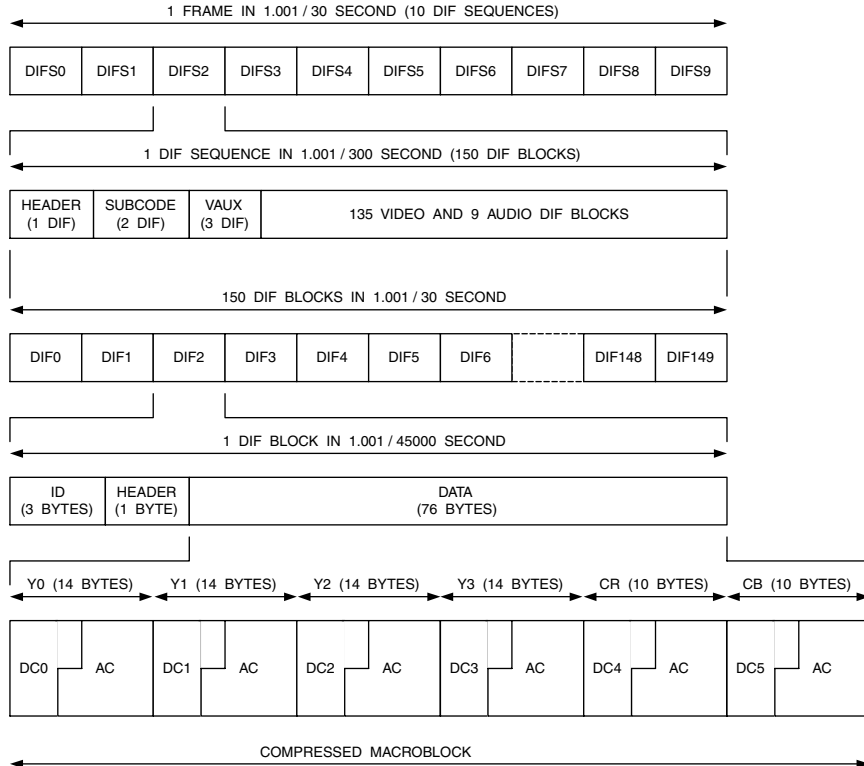 1 FRAME IN 1.001 / 30 SECOND (10 DIF SEQUENCES)
DIFS0 DIFS1 DIFS2 DIFS3 DIFS4 DIFS5 DIFS6 DIFS7 DIFS8 DIFS9
1 DIF SEQUENCE IN 1.001 / 300 SECOND (150 DIF BLOCKS)
HEADER (1 DIF)
SUBCODE (2 DIF)
VAUX (3 DIF)
135 VIDEO AND 9 AUDIO DIF BLOCKS
150 DIF BLOCKS IN 1.001 / 30 SECOND
DIF0 DIF1 DIF2 DIF3 DIF4 DIF5 DIF6 DIF148 DIF149
1 DIF BLOCK IN 1.001 / 45000 SECOND
ID (3 BYTES)
HEADER (1 BYTE)
DATA (76 BYTES)
Y0 (14 BYTES) Y1 (14 BYTES) Y2 (14 BYTES) Y3 (14 BYTES) CR (10 BYTES) CB (10 BYTES)
DC0 AC DC1 AC DC2 AC DC3 AC DC4 AC DC5 AC
COMPRESSED MACROBLOCK